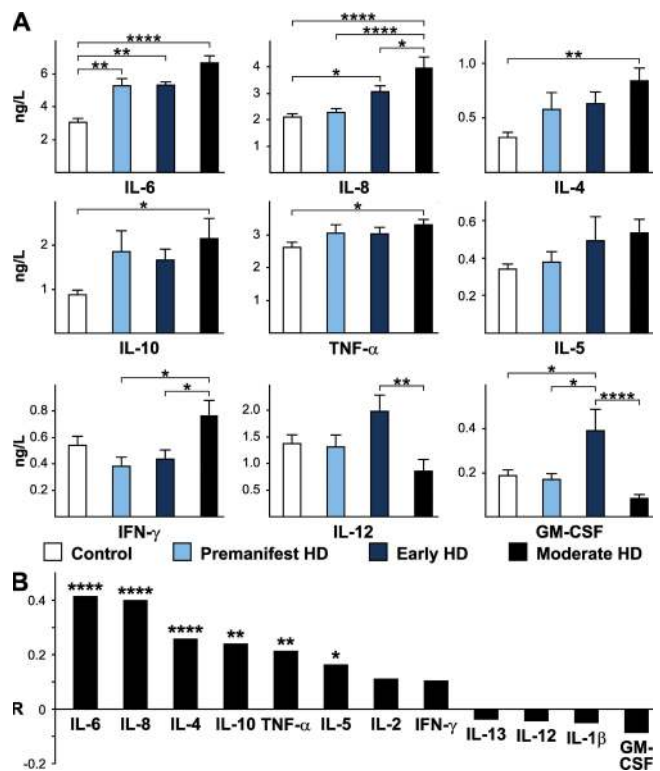 A
**** **** **
** **** 
** *
*
ng/L
6
4
2
4
3
2
1
1.0
0.5
IL-6 IL-8 IL-4
* *
ng/L
2
1
3
2
1
0.6
0.4
0.2
IL-10 TNF-α IL-5
* ** *
* * ****
ng/L
0.8
0.6
0.4
0.2
2.0
1.5
1.0
0.5
0.4
0.2
IFN-γ IL-12 GM-CSF
Control Premanifest HD Early HD Moderate HD
B
**** **** **** ** ** *
0.4
0.2
R 0
-0.2
IL-6 IL-8 IL-4 IL-10 TNF-α IL-5 IL-2 IFN-γ IL-13 IL-12 IL-1β GM-
CSF